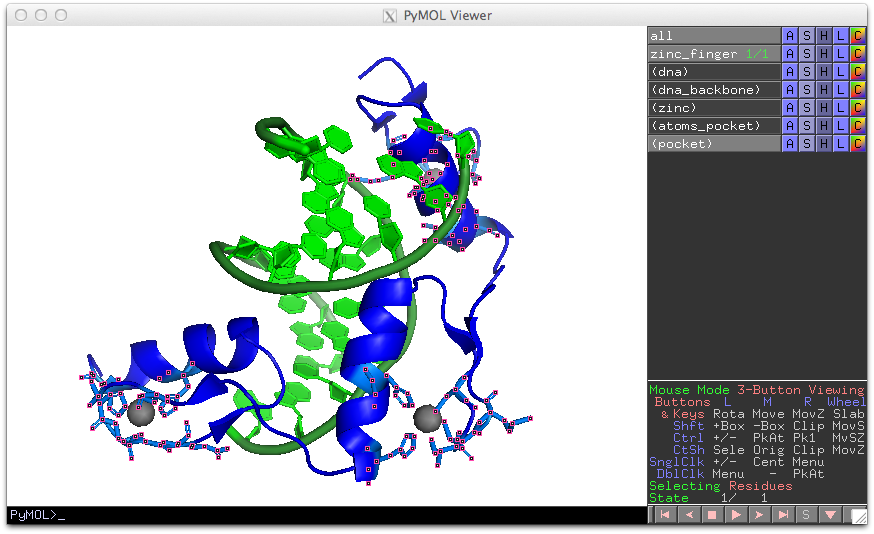 PyMOL Viewer
all A S H L C
zinc_finger 1/1 A S H L C
(dna) A S H L C
(dna_backbone) A S H L C
(zinc) A S H L C
(atoms_pocket) A S H L C
(pocket) A S H L C
Mouse Mode 3-Button Viewing
Buttons L M R Wheel
& Keys Rota Move MovZ Slab
Shft +Box -Box Clip MovS
Ctrl +/- PkAt Pk1 MvSZ
CtSh Sele Orig Clip MovZ
SnglClk +/- Cent Menu
DblClk Menu - PkAt
Selecting Residues
State 1/ 1
PyMOL>_
S